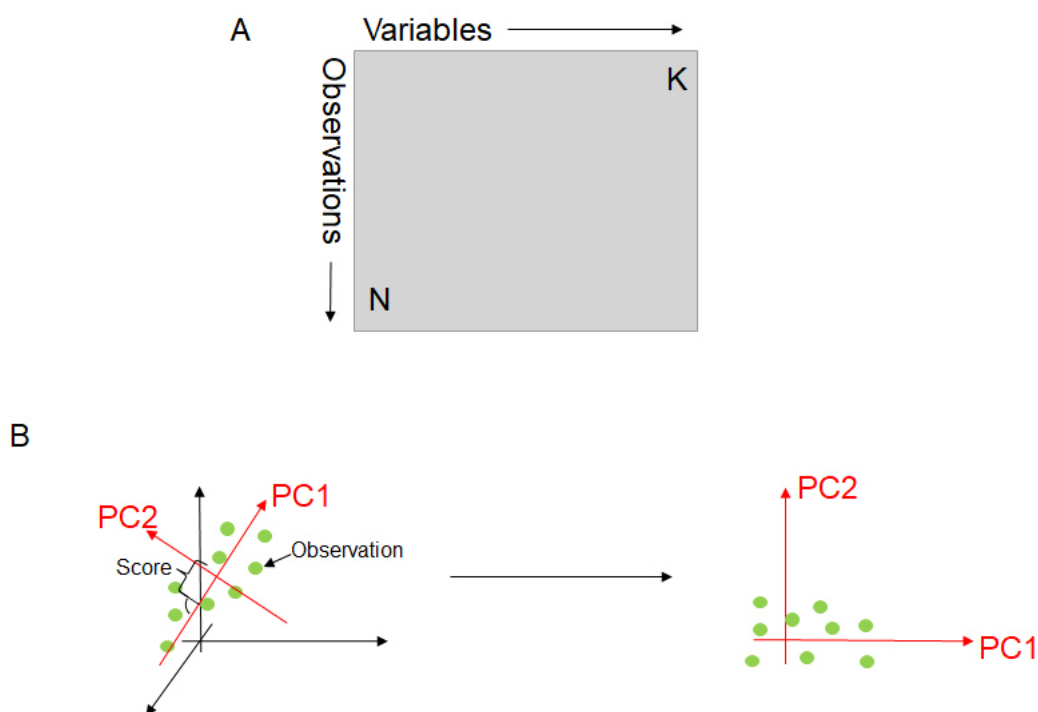 A
Variables
Observations
K
N
B
PC1
PC2
Score
Observation
PC2
PC1